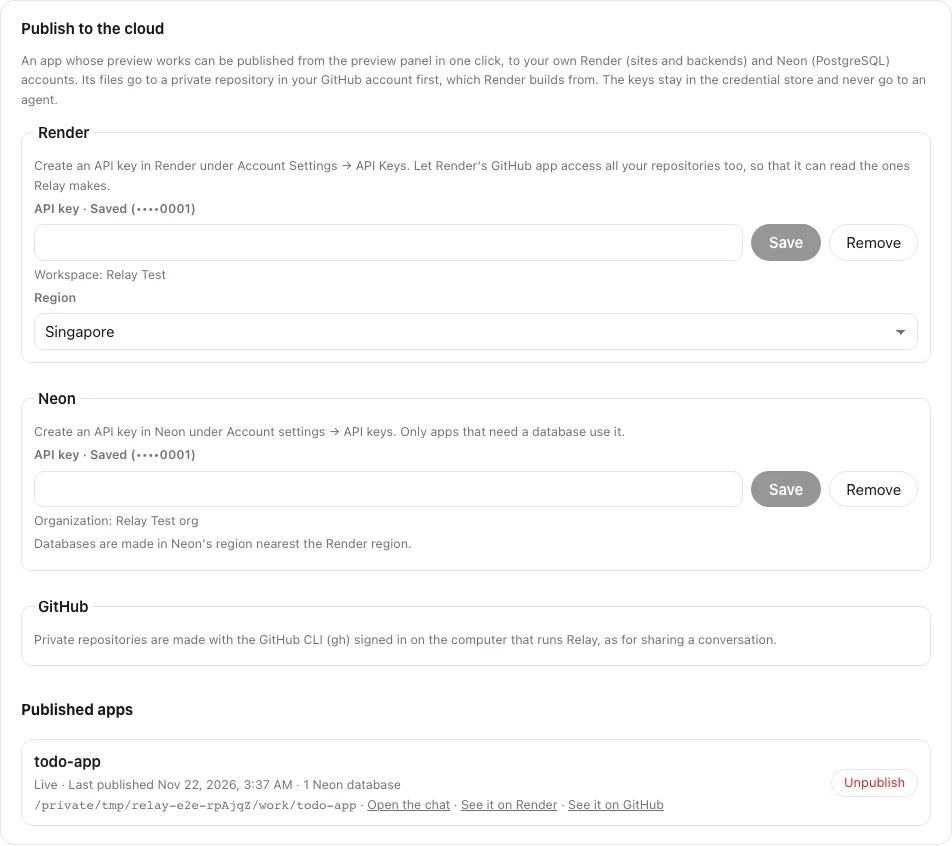 Publish to the cloud
An app whose preview works can be published from the preview panel in one click, to your own Render (sites and backends) and Neon (PostgreSQL)
accounts. Its files go to a private repository in your GitHub account first, which Render builds from. The keys stay in the credential store and never go to an
agent.
Render
Create an API key in Render under Account Settings → API Keys. Let Render's GitHub app access all your repositories too, so that it can read the ones
Relay makes.
API key · Saved (••••0001)
Save
Remove
Workspace: Relay Test
Region
Singapore
Neon
Create an API key in Neon under Account settings → API keys. Only apps that need a database use it.
API key · Saved (••••0001)
Save
Remove
Organization: Relay Test org
Databases are made in Neon's region nearest the Render region.
GitHub
Private repositories are made with the GitHub CLI (gh) signed in on the computer that runs Relay, as for sharing a conversation.
Published apps
todo-app
Live · Last published Nov 22, 2026, 3:37 AM · 1 Neon database
/private/tmp/relay-e2e-rpAjqZ/work/todo-app · Open the chat · See it on Render · See it on GitHub
Unpublish